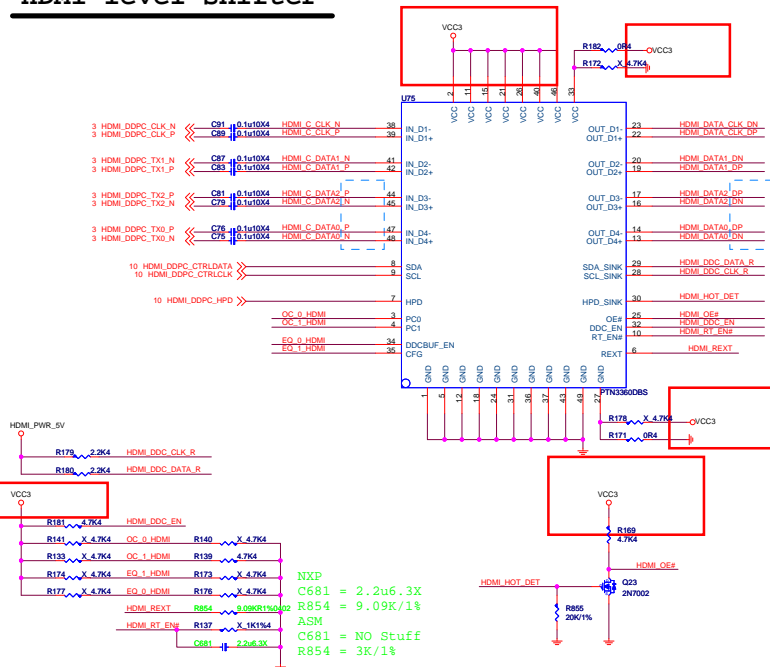 HDMI level shifter
VCC3
R182 0R4 VCC3
R172 X_4.7K4
2 11 15 21 26 40 46 33
U75
VCC VCC VCC VCC VCC VCC VCC VCC
3 HDMI_DDPC_CLK_N C91 0.1u10X4 HDMI_C_CLK_N 38 IN_D1- OUT_D1- 23 HDMI_DATA_CLK_DN
3 HDMI_DDPC_CLK_P C89 0.1u10X4 HDMI_C_CLK_P 39 IN_D1+ OUT_D1+ 22 HDMI_DATA_CLK_DP
3 HDMI_DDPC_TX1_N C87 0.1u10X4 HDMI_C_DATA1_N 41 IN_D2- OUT_D2- 20 HDMI_DATA1_DN
3 HDMI_DDPC_TX1_P C83 0.1u10X4 HDMI_C_DATA1_P 42 IN_D2+ OUT_D2+ 19 HDMI_DATA1_DP
3 HDMI_DDPC_TX2_P C81 0.1u10X4 HDMI_C_DATA2_P 44 IN_D3- OUT_D3- 17 HDMI_DATA2_DP
3 HDMI_DDPC_TX2_N C79 0.1u10X4 HDMI_C_DATA2_N 45 IN_D3+ OUT_D3+ 16 HDMI_DATA2_DN
3 HDMI_DDPC_TX0_P C76 0.1u10X4 HDMI_C_DATA0_P 47 IN_D4- OUT_D4- 14 HDMI_DATA0_DP
3 HDMI_DDPC_TX0_N C75 0.1u10X4 HDMI_C_DATA0_N 48 IN_D4+ OUT_D4+ 13 HDMI_DATA0_DN
10 HDMI_DDPC_CTRLDATA 8 SDA SDA_SINK 29 HDMI_DDC_DATA_R
10 HDMI_DDPC_CTRLCLK 9 SCL SCL_SINK 28 HDMI_DDC_CLK_R
10 HDMI_DDPC_HPD 7 HPD HPD_SINK 30 HDMI_HOT_DET
OC_0_HDMI 3 PC0 OE# 25 HDMI_OE#
OC_1_HDMI 4 PC1 DDC_EN 32 HDMI_DDC_EN
RT_EN# 10 HDMI_RT_EN#
EQ_0_HDMI 34 DDCBUF_EN
EQ_1_HDMI 35 CFG REXT 6 HDMI_REXT
GND GND GND GND GND GND GND GND GND GND GND
1 5 12 18 24 31 36 37 43 49 27 PTN3360DBS
R178 X_4.7K4 VCC3
R171 0R4
HDMI_PWR_5V
R179 2.2K4 HDMI_DDC_CLK_R
R180 2.2K4 HDMI_DDC_DATA_R
VCC3
R181 4.7K4 HDMI_DDC_EN
R141 X_4.7K4 OC_0_HDMI R140 X_4.7K4
R133 X_4.7K4 OC_1_HDMI R139 4.7K4
R174 X_4.7K4 EQ_1_HDMI R173 X_4.7K4
R177 X_4.7K4 EQ_0_HDMI R176 X_4.7K4
HDMI_REXT R854 9.09KR1%0402
HDMI_RT_EN# R137 X_1K1%4
C681 2.2u6.3X
NXP
C681 = 2.2u6.3X
R854 = 9.09K/1%
ASM
C681 = NO Stuff
R854 = 3K/1%
VCC3
R169
4.7K4
HDMI_OE#
HDMI_HOT_DET
Q23
2N7002
R855
20K/1%